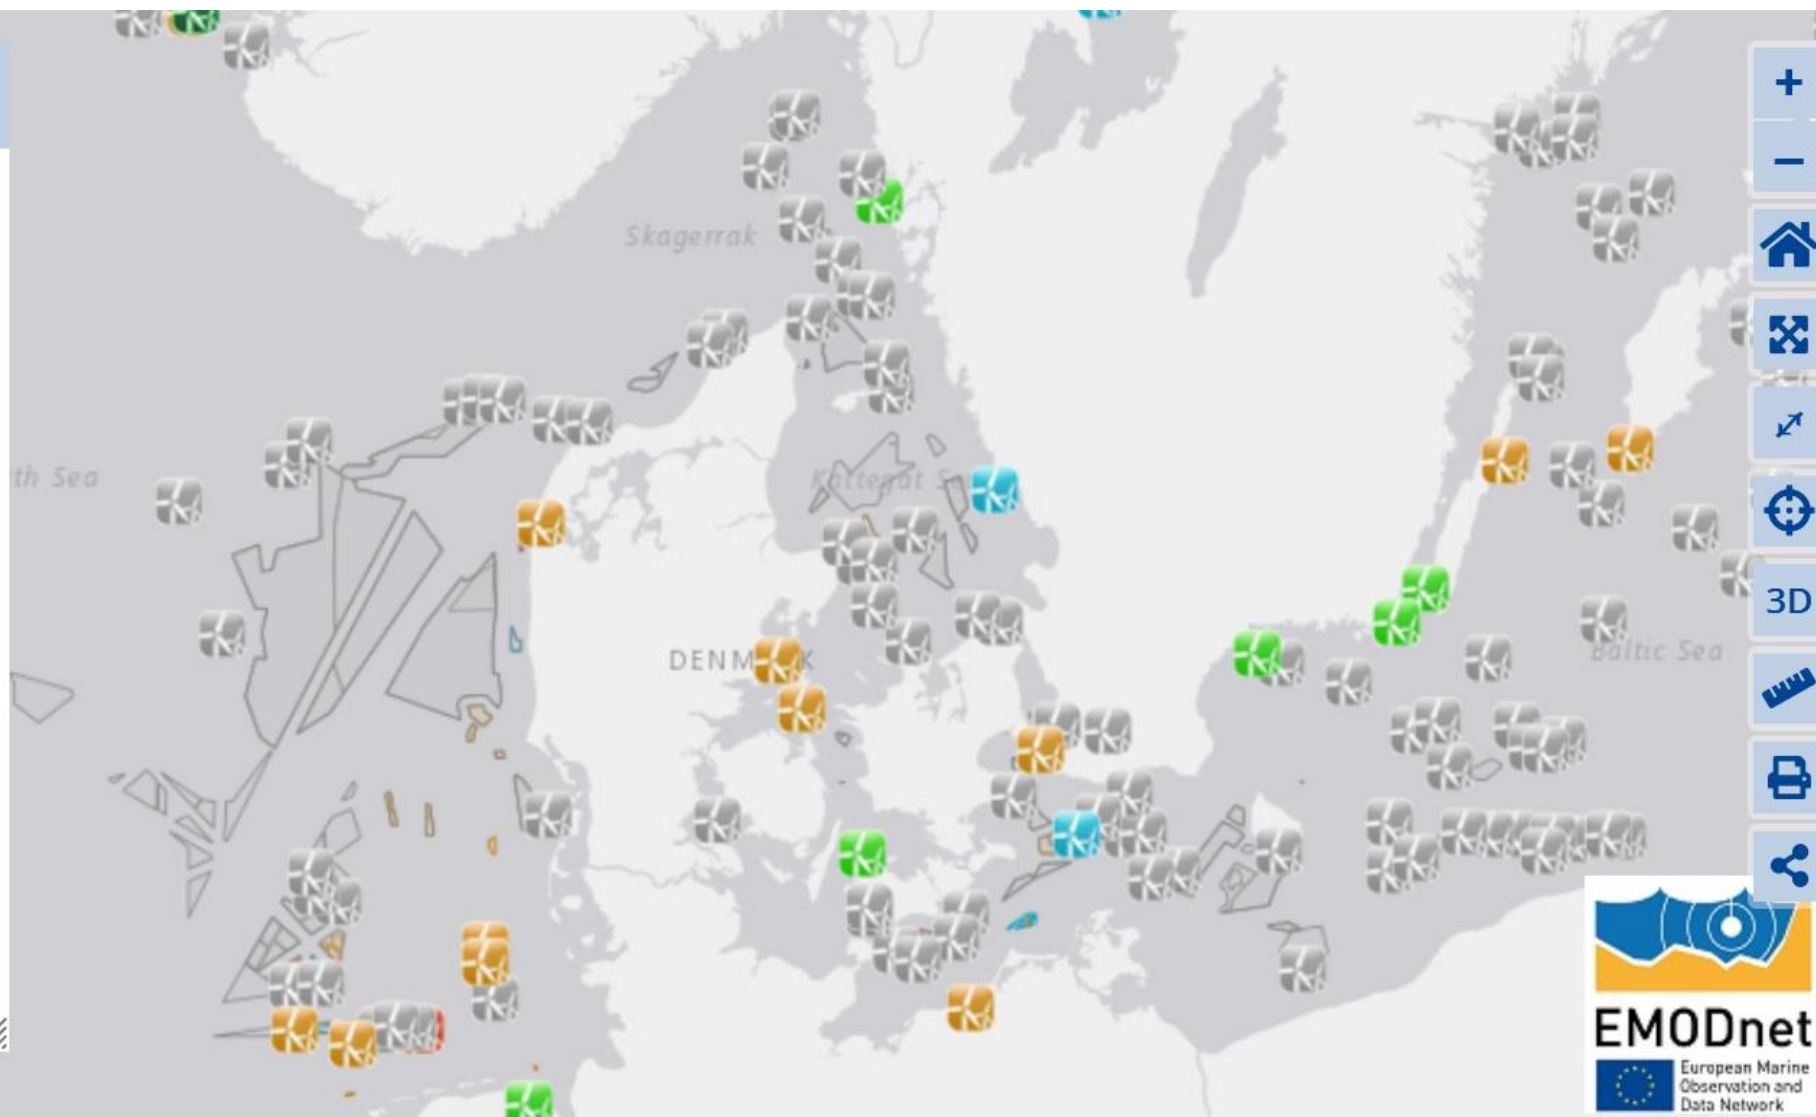 +
−
Skagerrak
th Sea
Kattegat S
3D
DENM K
Baltic Sea
EMODnet
European Marine
Observation and
Data Network